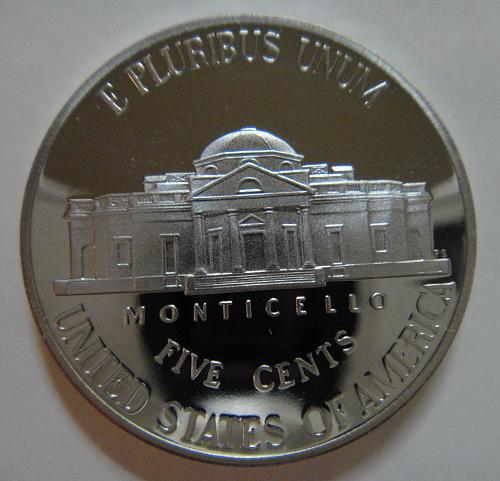 E PLURIBUS UNUM
MONTICELLO
FIVE CENTS
UNITED STATES OF AMERICA